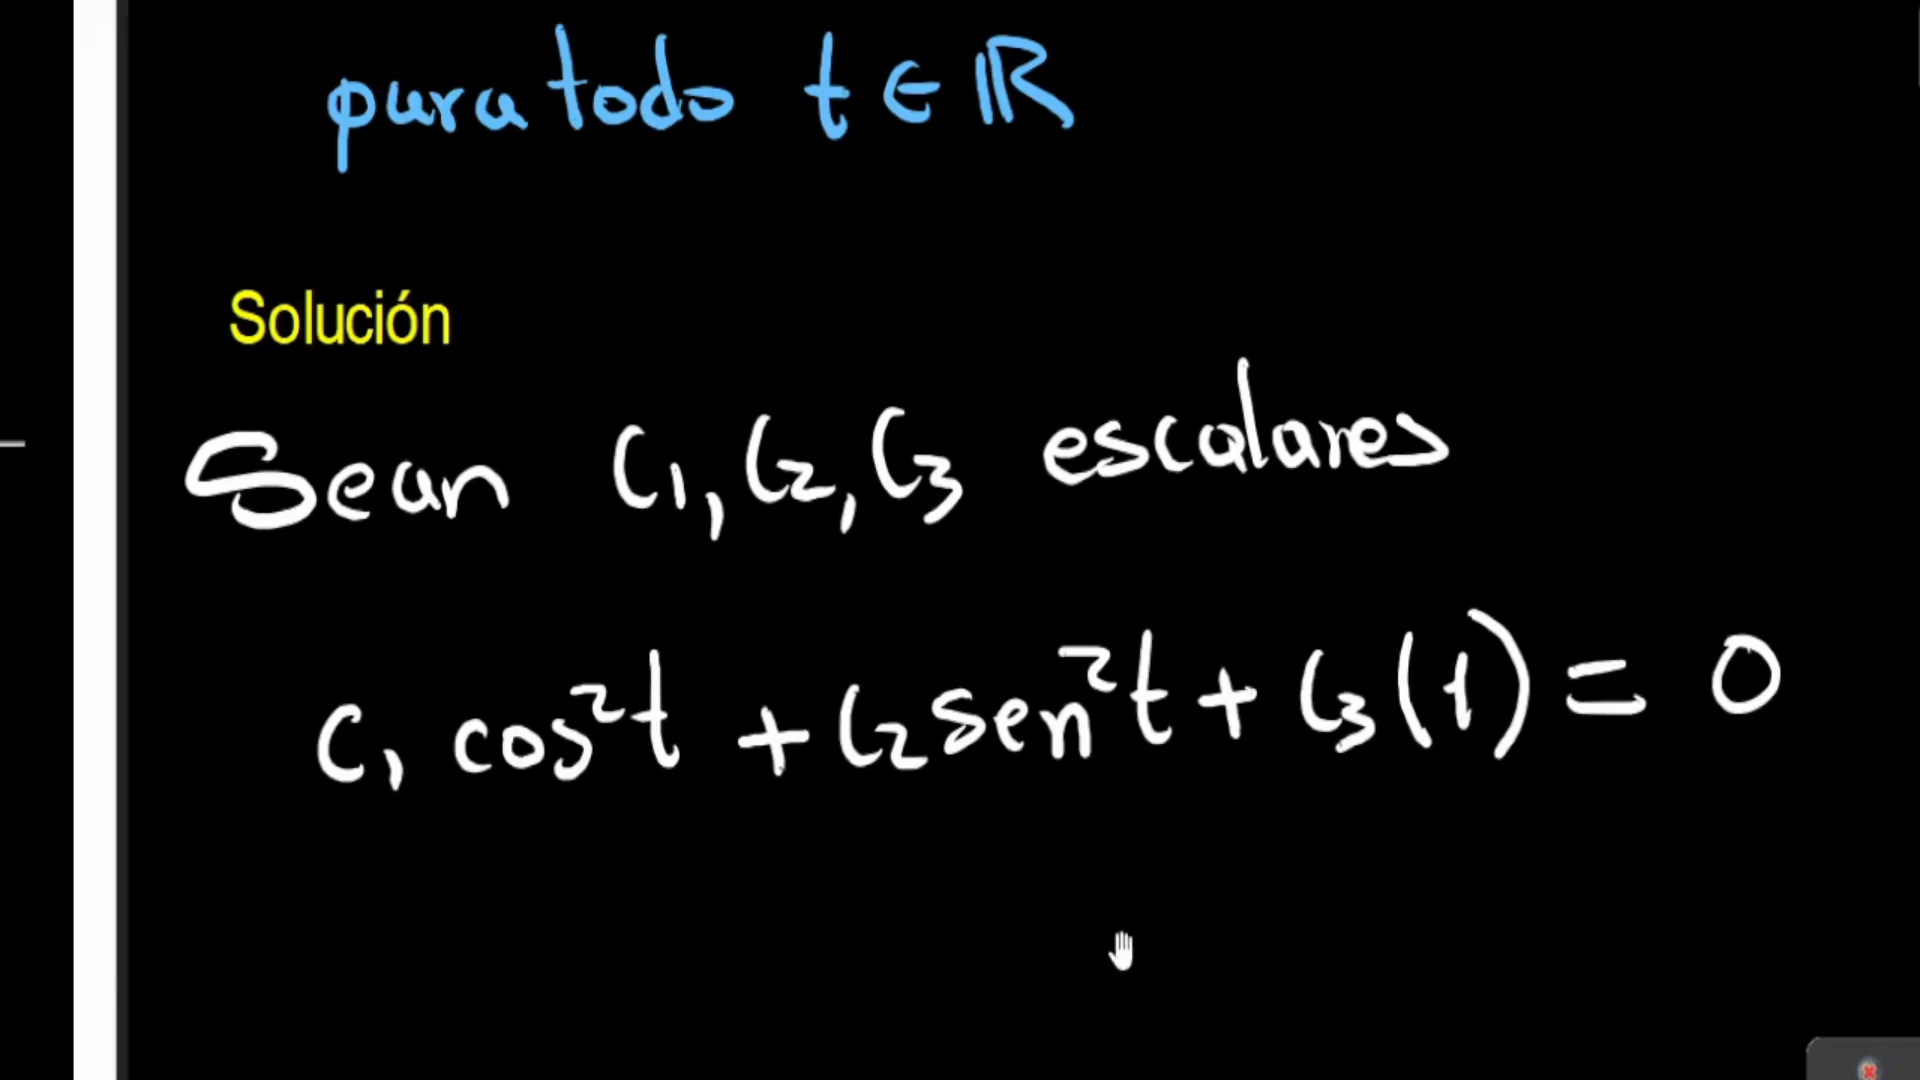 para todo t ∈ ℝ
Solución
Sean C₁, C₂, C₃ escalares
C₁ cos²t + C₂ sen²t + C₃(1) = 0